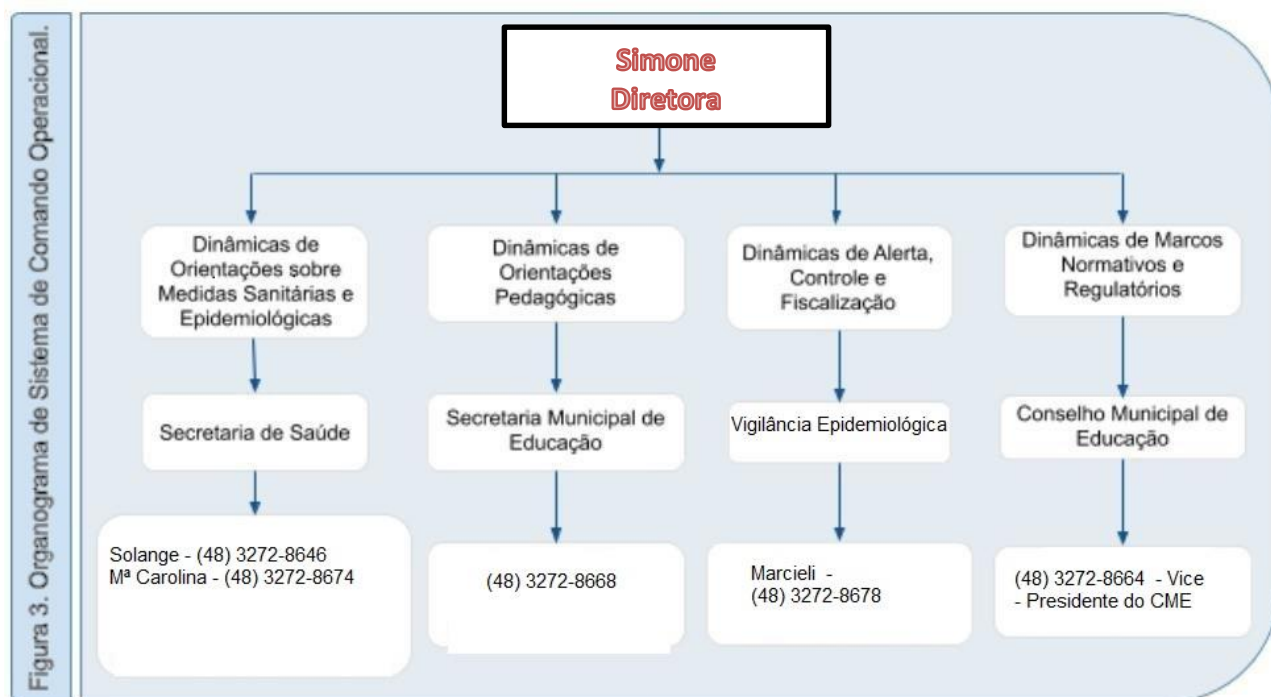 Figura 3. Organograma de Sistema de Comando Operacional.
Simone
Diretora
Dinâmicas de
Orientações sobre
Medidas Sanitárias e
Epidemiológicas
Dinâmicas de
Orientações
Pedagógicas
Dinâmicas de Alerta,
Controle e
Fiscalização
Dinâmicas de Marcos
Normativos e
Regulatórios
Secretaria de Saúde
Secretaria Municipal de
Educação
Vigilância Epidemiológica
Conselho Municipal de
Educação
Solange - (48) 3272-8646
Mª Carolina - (48) 3272-8674
(48) 3272-8668
Marcieli -
(48) 3272-8678
(48) 3272-8664 - Vice
- Presidente do CME